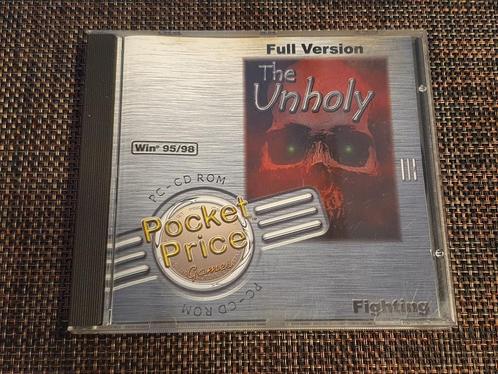 Full Version
The
Unholy
Win® 95/98
PC-CD ROM
Pocket
Price
Games
PC-CD ROM
Fighting